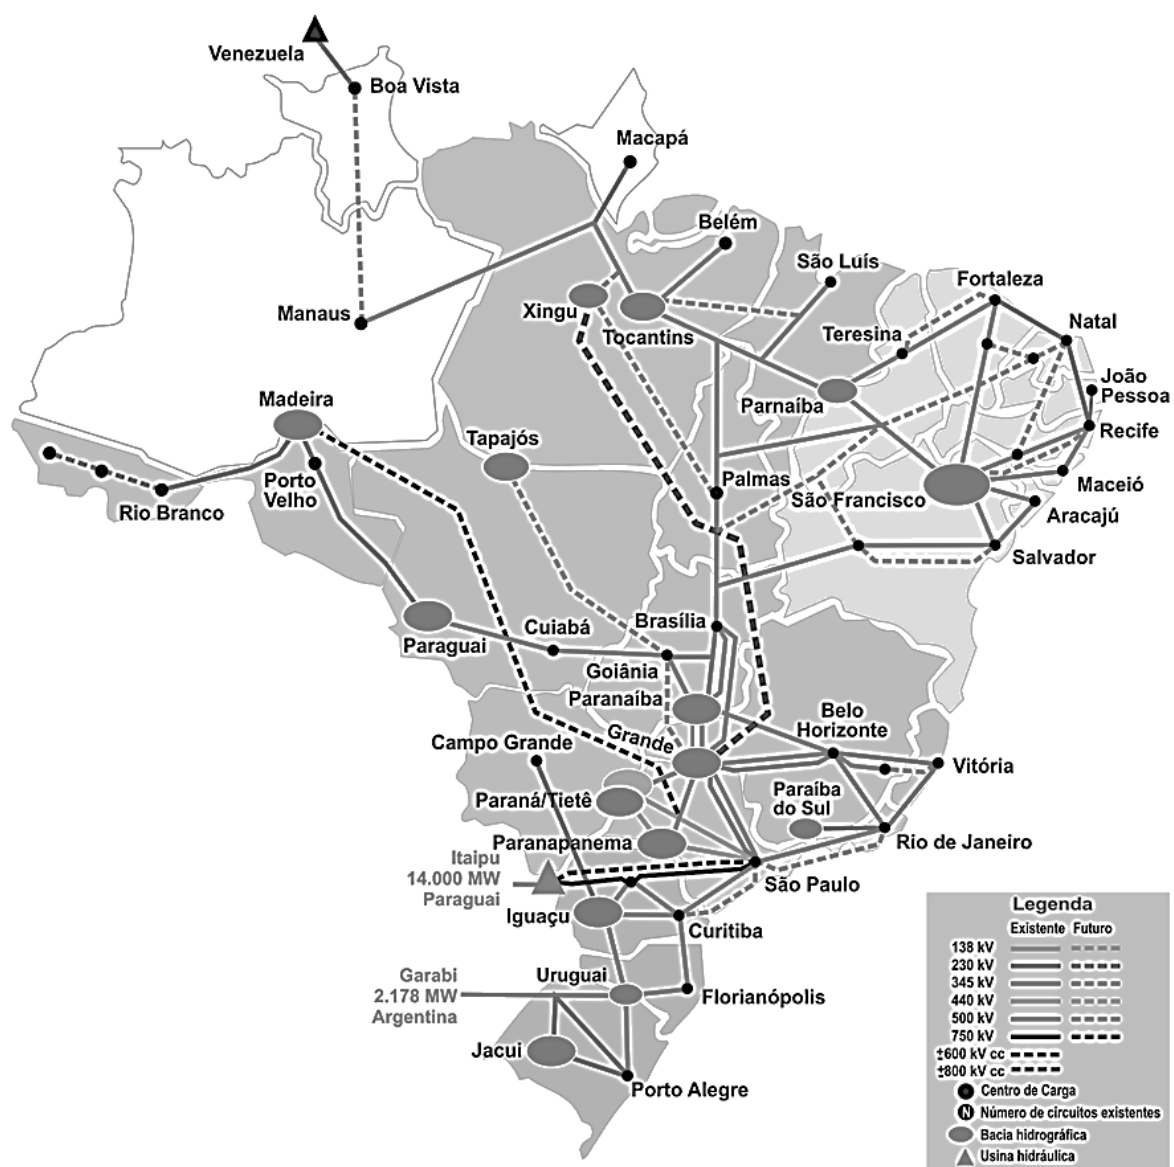 Venezuela
Boa Vista
Macapá
Belém
São Luís
Fortaleza
Manaus
Xingu
Tocantins
Teresina
Natal
João
Pessoa
Parnaíba
Madeira
Tapajós
Recife
Porto
Velho
Palmas
São Francisco
Maceió
Rio Branco
Aracajú
Salvador
Paraguai
Cuiabá
Brasília
Goiânia
Paranaíba
Grande
Belo
Horizonte
Campo Grande
Vitória
Paraná/Tietê
Paraíba
do Sul
Paranapanema
Rio de Janeiro
Itaipu
14.000 MW
Paraguai
São Paulo
Iguaçu
Curitiba
Garabi
2.178 MW
Argentina
Uruguai
Florianópolis
Jacui
Porto Alegre
Legenda
Existente Futuro
138 kV
230 kV
345 kV
440 kV
500 kV
750 kV
±600 kV cc
±800 kV cc
Centro de Carga
N Número de circuitos existentes
Bacia hidrográfica
Usina hidráulica